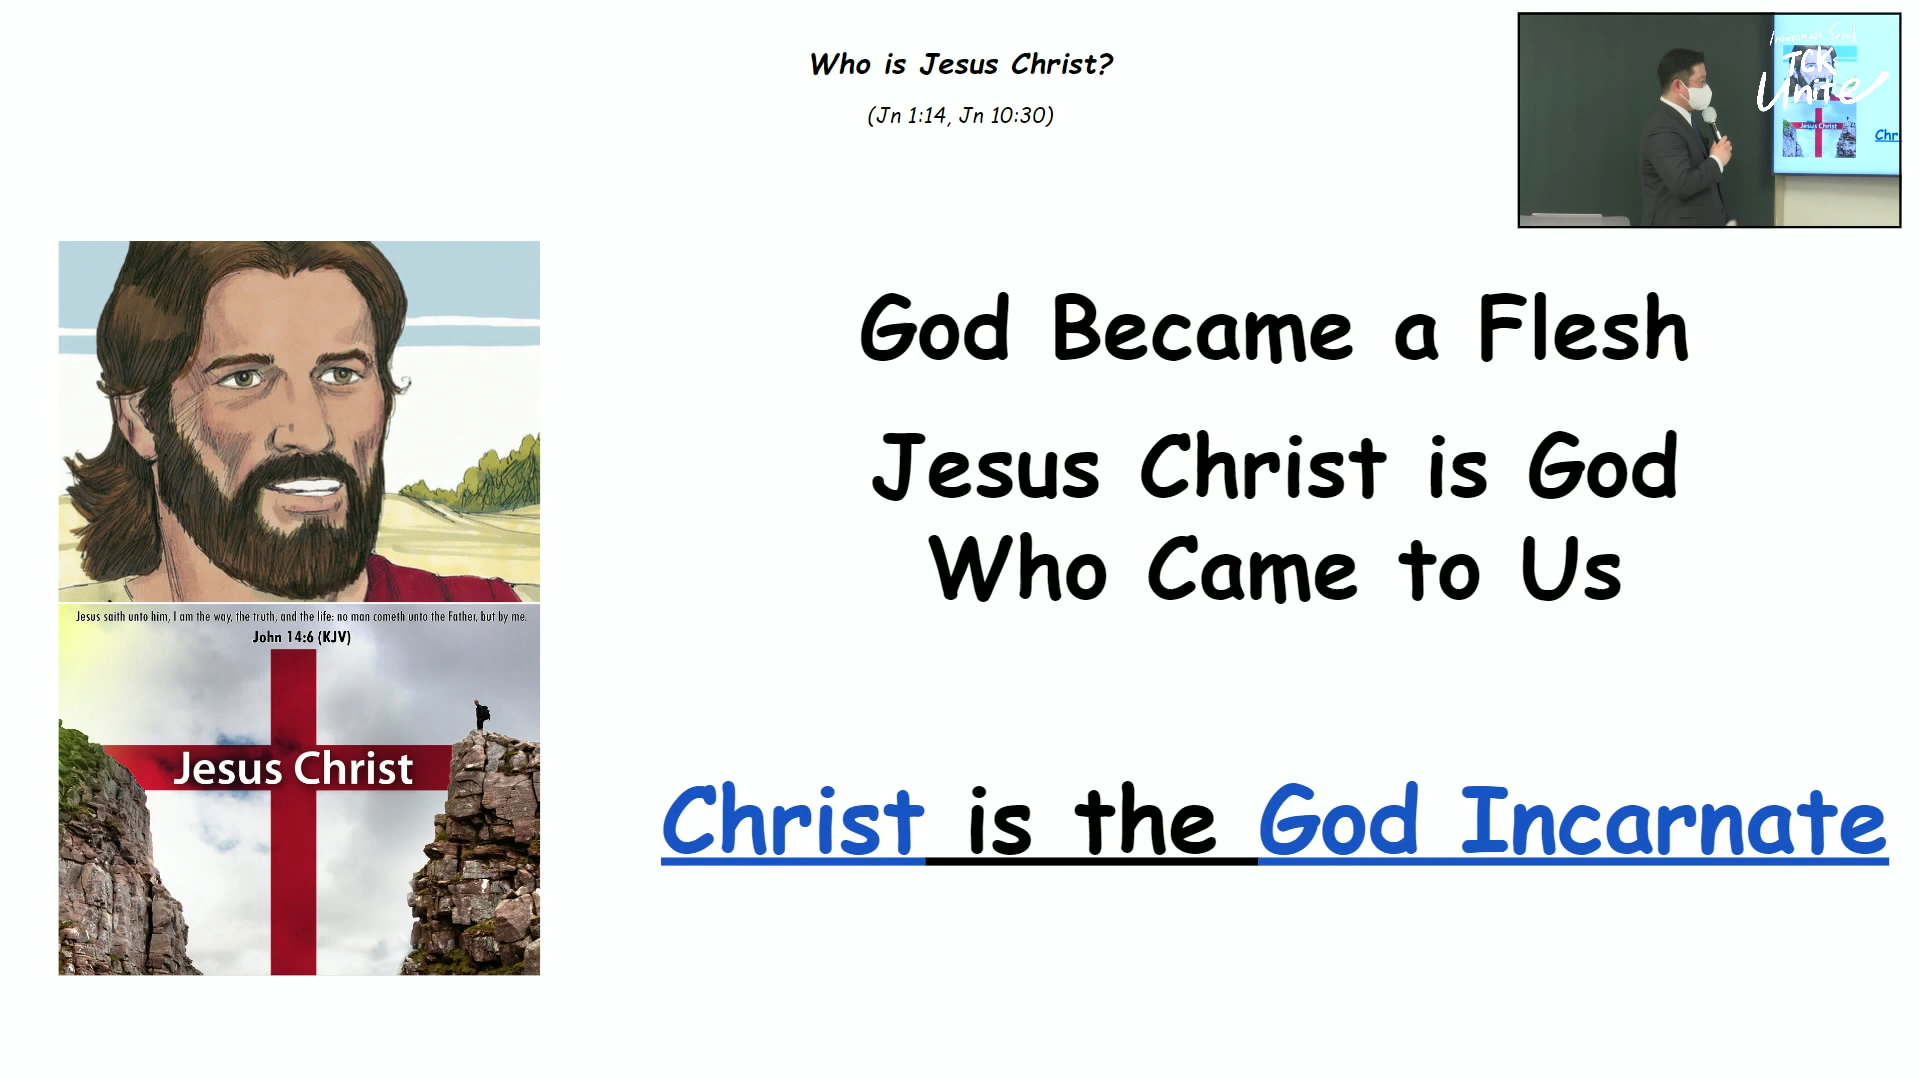 Who is Jesus Christ?
(Jn 1:14, Jn 10:30)
TCK
Unite
Jesus Christ
Chr
God Became a Flesh
Jesus Christ is God
Who Came to Us
Jesus saith unto him, I am the way, the truth, and the life: no man cometh unto the Father, but by me.
John 14:6 (KJV)
Jesus Christ
Christ is the God Incarnate